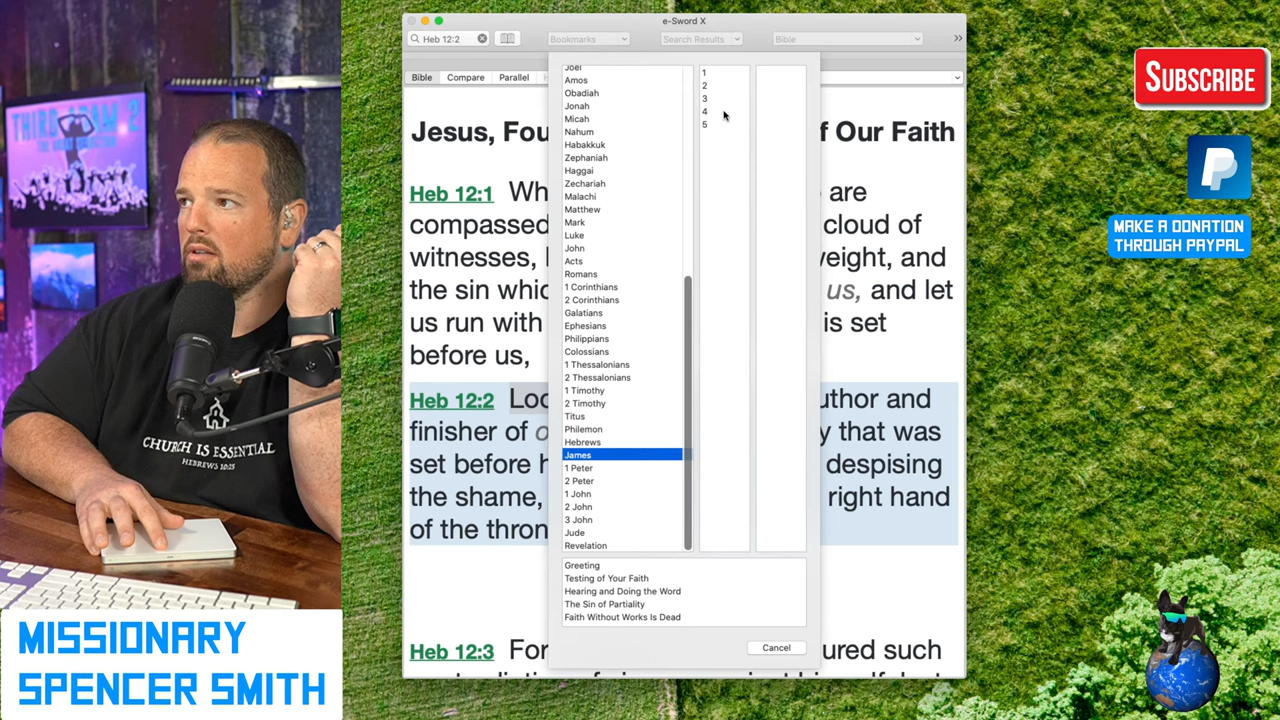 THIRD ADAM 2
CHURCH IS ESSENTIAL
HEBREWS 10:25
MISSIONARY
SPENCER SMITH
e-Sword X
Heb 12:2
Bookmarks
Search Results
Bible
»
Bible
Compare
Parallel
Jesus, Fou
f Our Faith
Heb 12:1 Wh
are
compassed
cloud of
witnesses,
weight, and
the sin whic
us, and let
us run with
is set
before us,
Heb 12:2 Loo
uthor and
finisher of o
y that was
set before h
despising
the shame,
right hand
of the thron
Heb 12:3 For
ured such
Joel
Amos
Obadiah
Jonah
Micah
Nahum
Habakkuk
Zephaniah
Haggai
Zechariah
Malachi
Matthew
Mark
Luke
John
Acts
Romans
1 Corinthians
2 Corinthians
Galatians
Ephesians
Philippians
Colossians
1 Thessalonians
2 Thessalonians
1 Timothy
2 Timothy
Titus
Philemon
Hebrews
James
1 Peter
2 Peter
1 John
2 John
3 John
Jude
Revelation
1
2
3
4
5
Greeting
Testing of Your Faith
Hearing and Doing the Word
The Sin of Partiality
Faith Without Works Is Dead
Cancel
SUBSCRIBE
MAKE A DONATION
THROUGH PAYPAL